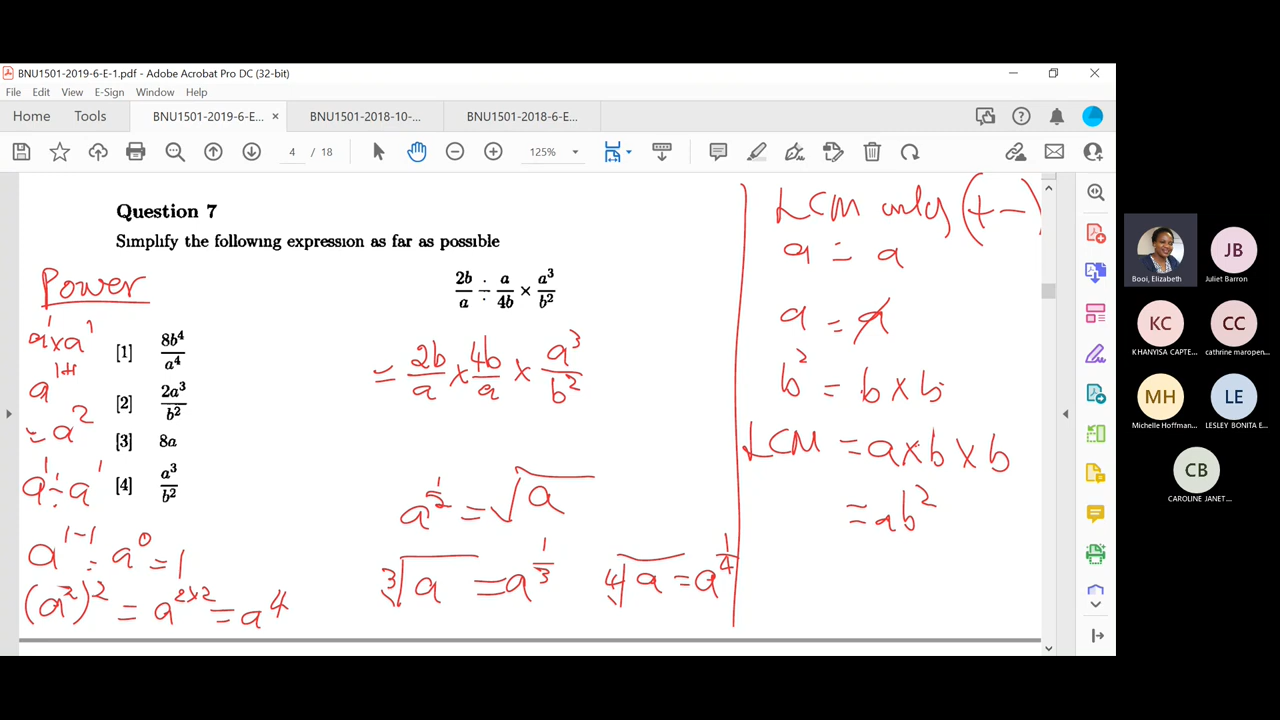 BNU1501-2019-6-E-1.pdf - Adobe Acrobat Pro DC (32-bit)
File Edit View E-Sign Window Help
Home Tools BNU1501-2019-6-E... × BNU1501-2018-10-... BNU1501-2018-6-E...
4 / 18 125%
Question 7
Simplify the following expression as far as possible
2b/a ÷ a/4b × a³/b²
[1] 8b⁴/a⁴
[2] 2a³/b²
[3] 8a
[4] a³/b²
Power
a¹×a¹
a¹⁺¹
= a²
a¹÷a¹
a¹⁻¹ = a⁰ = 1
(a²)² = a²ˣ² = a⁴
= 2b/a × 4b/a × a³/b²
a^½ = √a
∛a = a^⅓
∜a = a^¼
LCM only (+ −)
a = a
a = a
b² = b × b
LCM = a×b×b
= ab²
Booi, Elizabeth
JB
Juliet Barron
KC
KHANYISA CAPTE...
CC
cathrine maropen...
MH
Michelle Hoffman...
LE
LESLEY BONITA E...
CB
CAROLINE JANET...